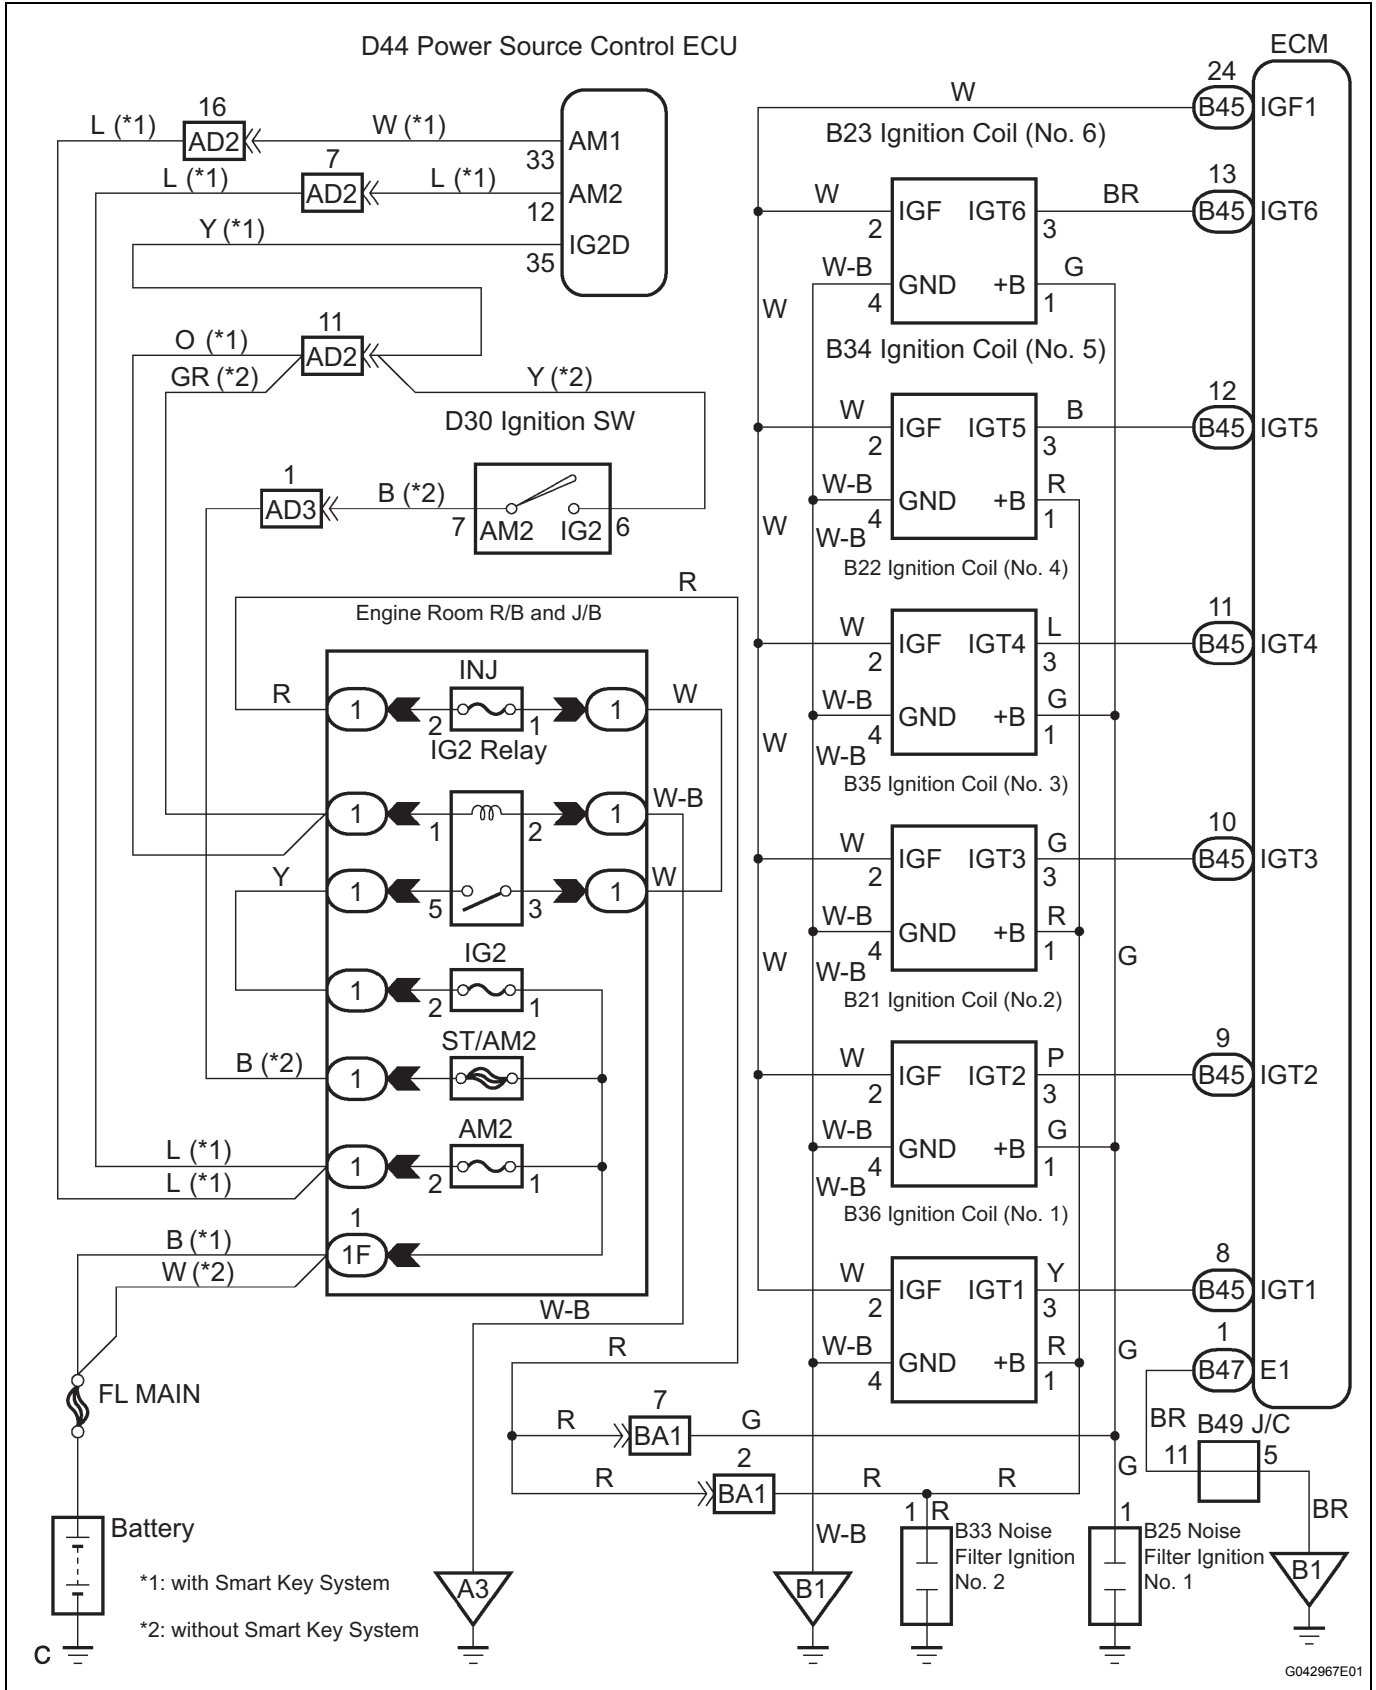 D44 Power Source Control ECU
ECM
24
B45 IGF1
W
B23 Ignition Coil (No. 6)
16
L (*1) AD2 W (*1) AM1
33
7
L (*1) AD2 L (*1) AM2
12
Y (*1) IG2D
35
13
W IGF IGT6 BR B45 IGT6
2 3
W-B GND +B G
4 1
W
11
O (*1) AD2
GR (*2) Y (*2)
B34 Ignition Coil (No. 5)
12
W IGF IGT5 B B45 IGT5
2 3
W-B GND +B R
4 1
W
W-B
D30 Ignition SW
1
AD3 B (*2) 7 AM2 IG2 6
B22 Ignition Coil (No. 4)
11
W IGF IGT4 L B45 IGT4
2 3
W-B GND +B G
4 1
W
W-B
R
Engine Room R/B and J/B
INJ
R 1 2 1 1 W
IG2 Relay
1 1 2 1 W-B
Y 1 5 3 1 W
B35 Ignition Coil (No. 3)
10
W IGF IGT3 G B45 IGT3
2 3
W-B GND +B R
4 1
W
W-B
G
IG2
1 2 1
ST/AM2
B (*2) 1
AM2
L (*1) 1 2 1
L (*1)
1
B (*1) 1F
W (*2)
B21 Ignition Coil (No.2)
9
W IGF IGT2 P B45 IGT2
2 3
W-B GND +B G
4 1
W-B
B36 Ignition Coil (No. 1)
8
W IGF IGT1 Y B45 IGT1
2 3
W-B GND +B R
4 1
G
1
B47 E1
W-B
R
FL MAIN
7
R BA1 G
2
R BA1 R R
BR B49 J/C
11 5
G
BR
Battery
W-B
1 R B33 Noise
Filter Ignition
No. 2
1 B25 Noise
Filter Ignition
No. 1
*1: with Smart Key System
*2: without Smart Key System
A3
B1
B1
C
G042967E01